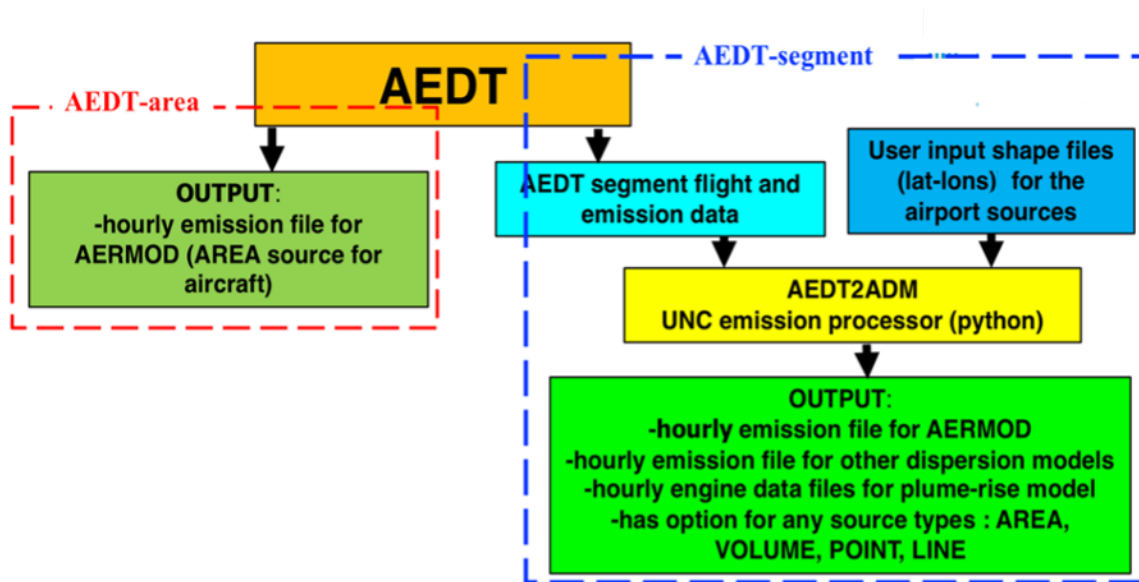 AEDT-segment
AEDT
AEDT-area
OUTPUT:
-hourly emission file for
AERMOD (AREA source for
aircraft)
AEDT segment flight and
emission data
User input shape files
(lat-lons) for the
airport sources
AEDT2ADM
UNC emission processor (python)
OUTPUT:
-hourly emission file for AERMOD
-hourly emission file for other dispersion models
-hourly engine data files for plume-rise model
-has option for any source types : AREA,
VOLUME, POINT, LINE